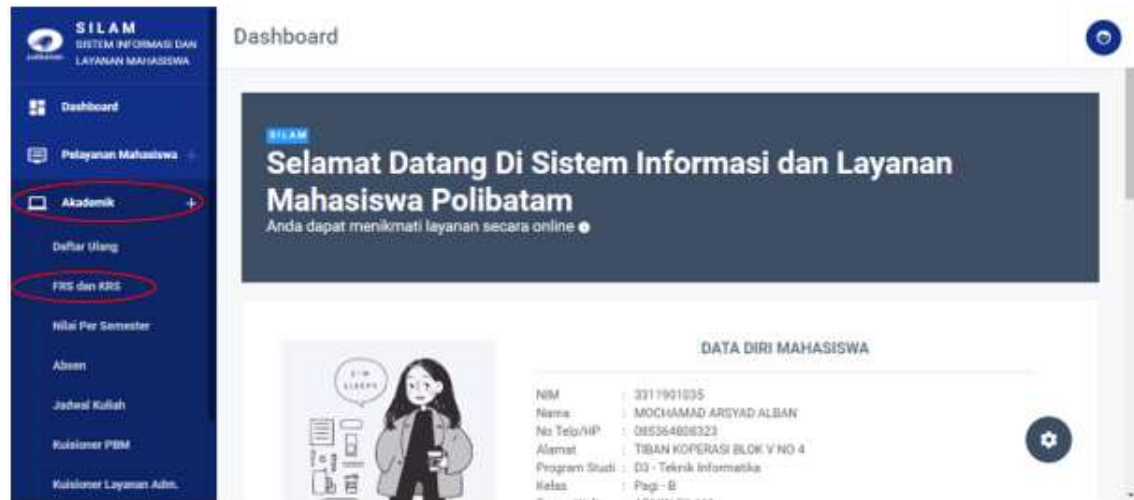 SILAM
SISTEM INFORMASI DAN
LAYANAN MAHASISWA
Dashboard
Pelayanan Mahasiswa +
Akademik +
Daftar Ulang
FRS dan KRS
Nilai Per Semester
Absen
Jadwal Kuliah
Kuisioner PBM
Kuisioner Layanan Adm.
Dashboard
SILAM
Selamat Datang Di Sistem Informasi dan Layanan
Mahasiswa Polibatam
Anda dapat menikmati layanan secara online
I'M
SLEEPY
DATA DIRI MAHASISWA
NIM : 3311901035
Nama : MOCHAMAD ARSYAD ALBAN
No Telp/HP : 085364808323
Alamat : TIBAN KOPERASI BLOK V NO 4
Program Studi : D3 - Teknik Informatika
Kelas : Pagi - B